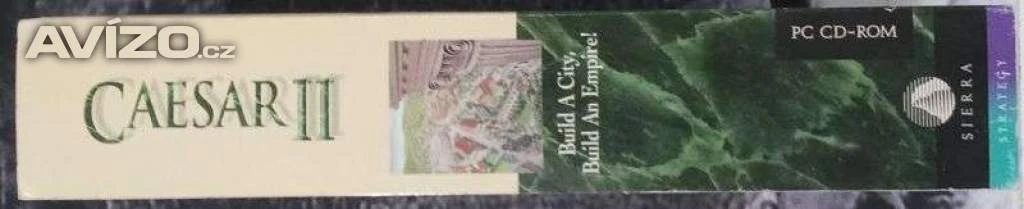 AVÍZO.cz
CAESAR II
Build A City,
Build An Empire!
PC CD-ROM
SIERRA
STRATEGY